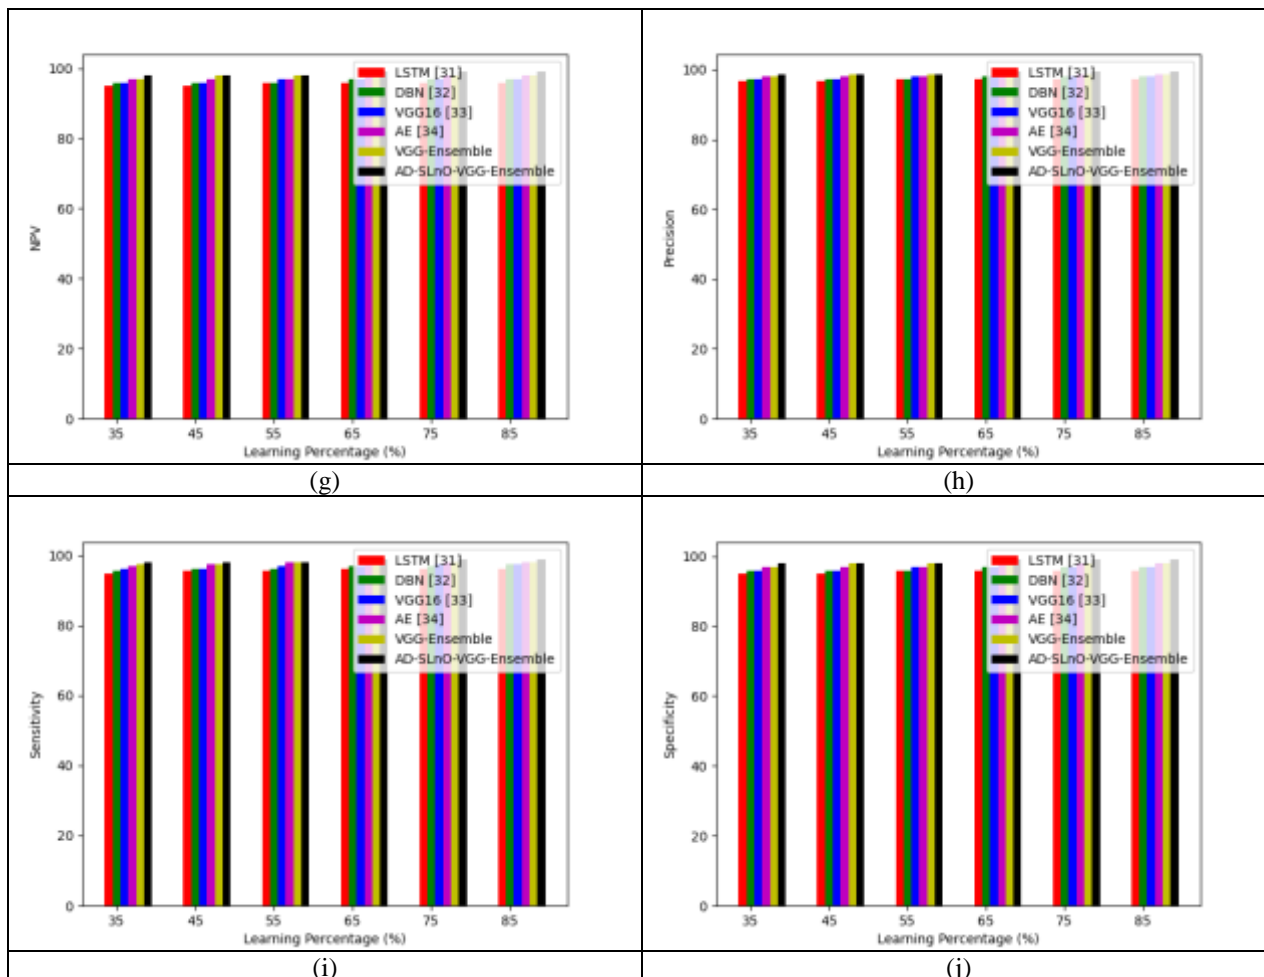 100
80
60
40
20
0
NPV
LSTM [31]
DBN [32]
VGG16 [33]
AE [34]
VGG-Ensemble
AD-SLnO-VGG-Ensemble
35 45 55 65 75 85
Learning Percentage (%)
(g)
100
80
60
40
20
0
Precision
LSTM [31]
DBN [32]
VGG16 [33]
AE [34]
VGG-Ensemble
AD-SLnO-VGG-Ensemble
35 45 55 65 75 85
Learning Percentage (%)
(h)
100
80
60
40
20
0
Sensitivity
LSTM [31]
DBN [32]
VGG16 [33]
AE [34]
VGG-Ensemble
AD-SLnO-VGG-Ensemble
35 45 55 65 75 85
Learning Percentage (%)
(i)
100
80
60
40
20
0
Specificity
LSTM [31]
DBN [32]
VGG16 [33]
AE [34]
VGG-Ensemble
AD-SLnO-VGG-Ensemble
35 45 55 65 75 85
Learning Percentage (%)
(j)